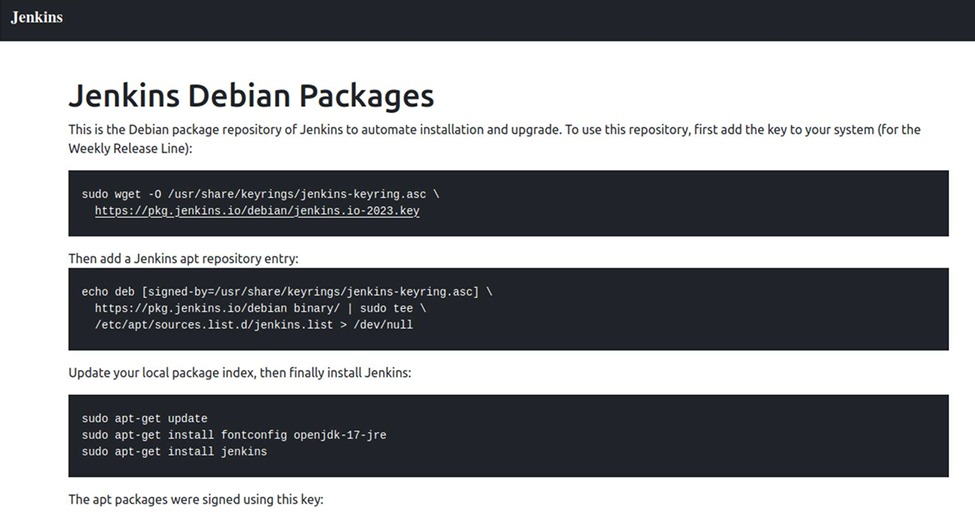 Jenkins
Jenkins Debian Packages
This is the Debian package repository of Jenkins to automate installation and upgrade. To use this repository, first add the key to your system (for the
Weekly Release Line):
sudo wget -O /usr/share/keyrings/jenkins-keyring.asc \
https://pkg.jenkins.io/debian/jenkins.io-2023.key
Then add a Jenkins apt repository entry:
echo deb [signed-by=/usr/share/keyrings/jenkins-keyring.asc] \
https://pkg.jenkins.io/debian binary/ | sudo tee \
/etc/apt/sources.list.d/jenkins.list > /dev/null
Update your local package index, then finally install Jenkins:
sudo apt-get update
sudo apt-get install fontconfig openjdk-17-jre
sudo apt-get install jenkins
The apt packages were signed using this key: